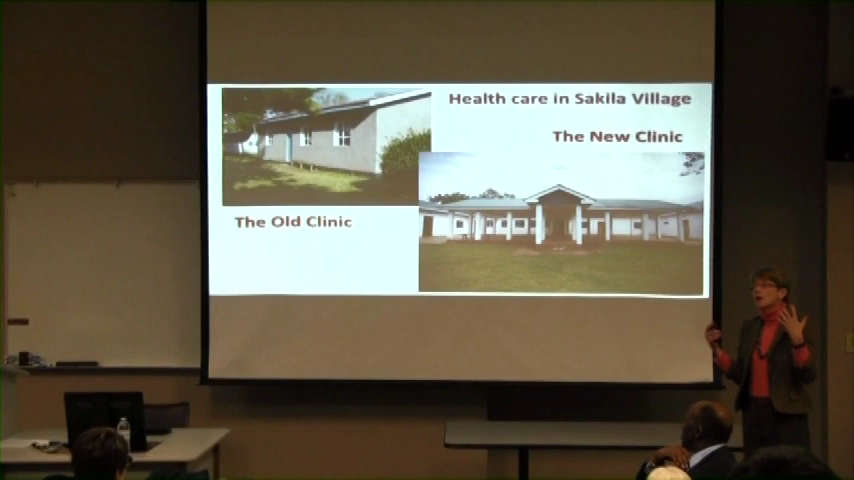 Health care in Sakila Village
The New Clinic
The Old Clinic